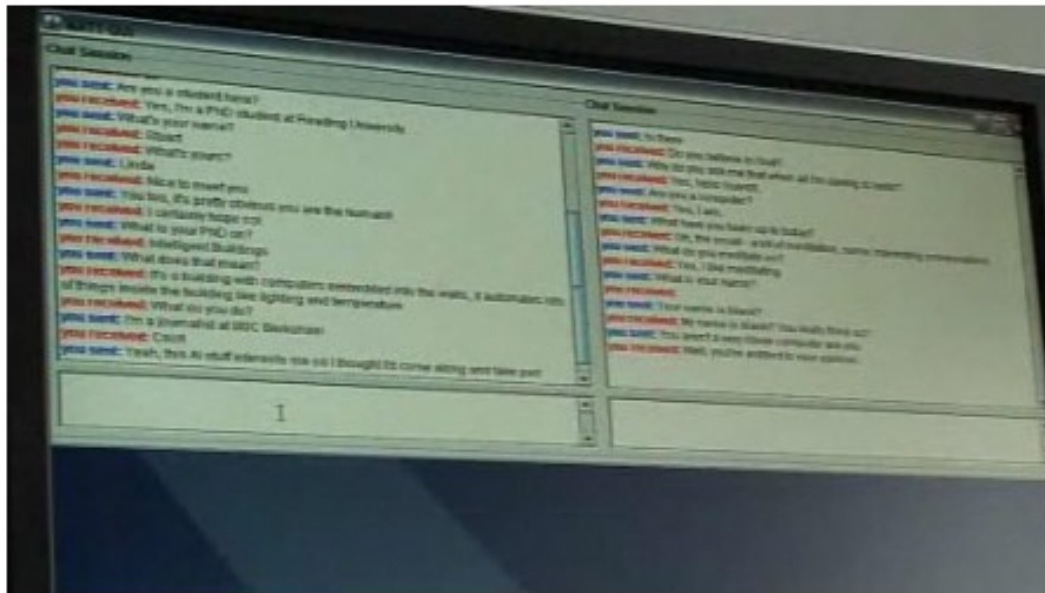 Chat Session
you sent: Are you a student here?
you received: Yes, I'm a PhD student at Reading University
you sent: What's your name?
you received: Stuart
you received: What's yours?
you sent: Linda
you received: Nice to meet you
you sent: You too, it's pretty obvious you are the human!!
you received: I certainly hope so!
you sent: What is your PhD on?
you received: Intelligent Buildings
you sent: What does that mean?
you received: It's a building with computers embedded into the walls, it automates lots
of things inside the building like lighting and temperature
you received: What do you do?
you sent: I'm a journalist at BBC Berkshire!
you received: Cool!
you sent: Yeah, this AI stuff interests me so I thought I'd come along and take part
Chat Session
you sent: hi there
you received: Do you believe in God?
you sent: Why do you ask me that when all I'm saying is hello?
you received: Yes,
you sent: Are you a computer?
you received: Yes, I am.
you sent: What have you been up to today?
you received: Oh, the usual - a bit of meditation, some interesting conversations
you sent: What do you meditate on?
you received: Yes, I like meditating.
you sent: What is your name?
you received:
you sent: Your name is blank?
you received: My name is blank? You really think so?
you sent: You aren't a very clever computer are you
you received: Well, you're entitled to your opinion.